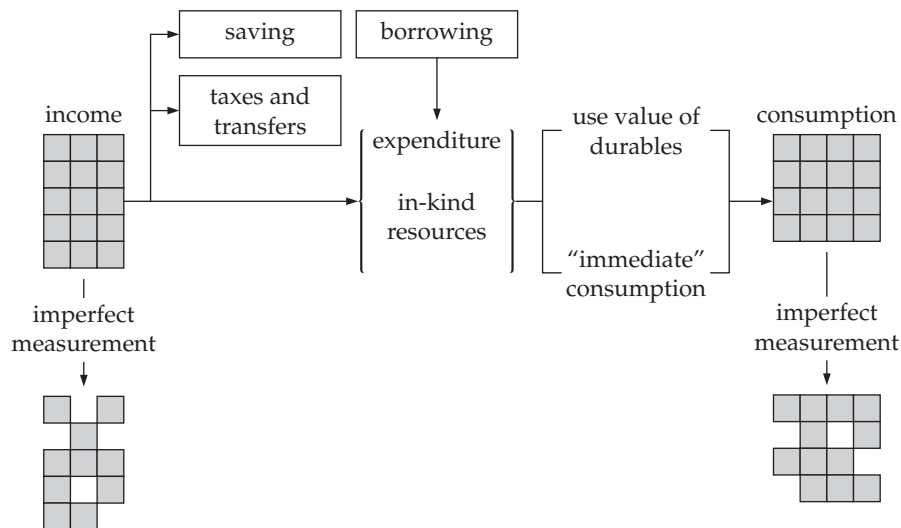 saving
borrowing
taxes and
transfers
income
expenditure
in-kind
resources
use value of
durables
“immediate”
consumption
consumption
imperfect
measurement
imperfect
measurement